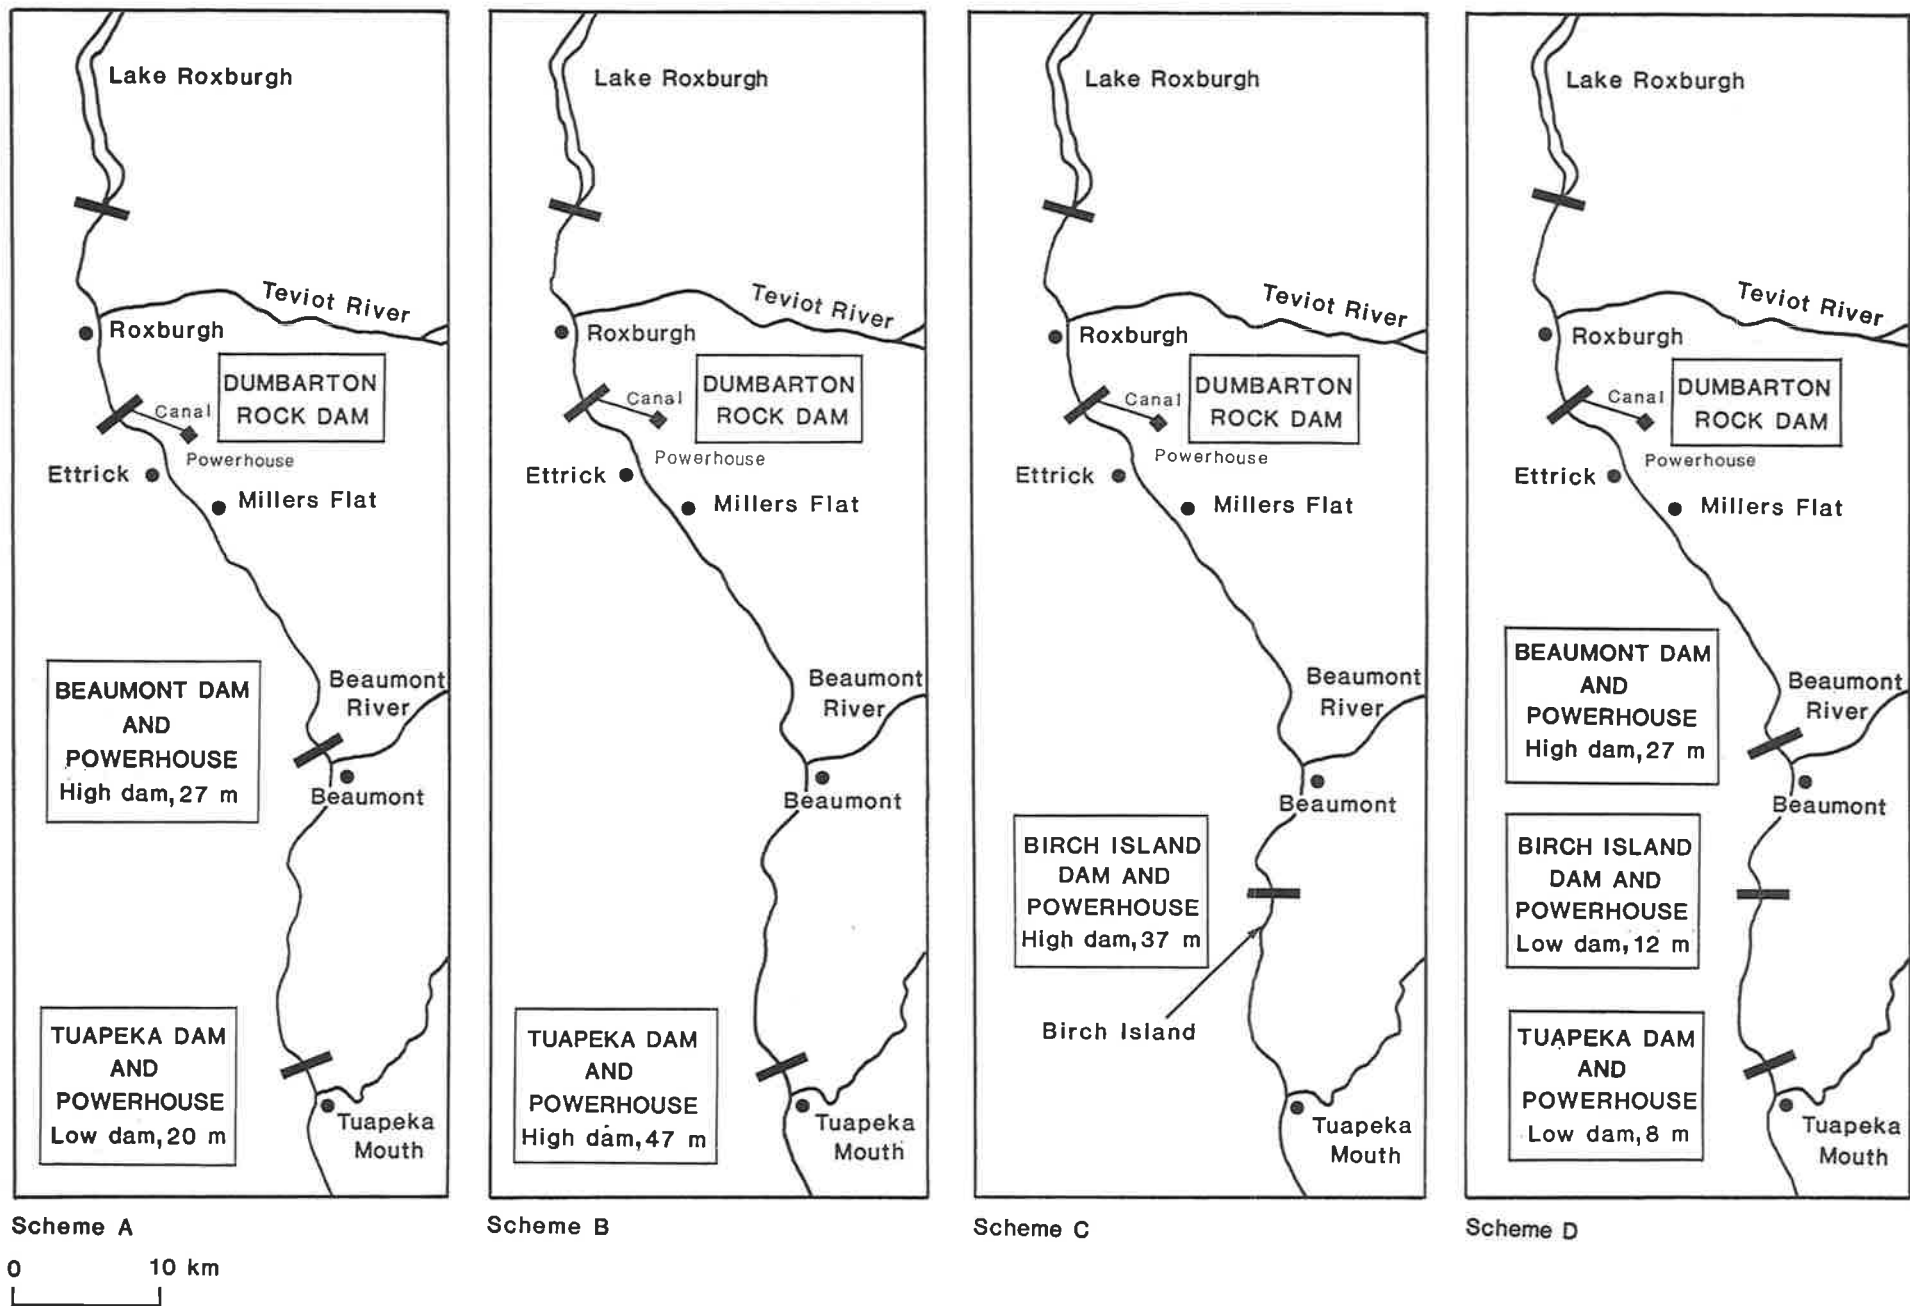 Lake Roxburgh
Teviot River
Roxburgh
DUMBARTON
ROCK DAM
Canal
Powerhouse
Ettrick
Millers Flat
BEAUMONT DAM
AND
POWERHOUSE
High dam, 27 m
Beaumont
River
Beaumont
TUAPEKA DAM
AND
POWERHOUSE
Low dam, 20 m
Tuapeka
Mouth
Scheme A
0 10 km
Lake Roxburgh
Teviot River
Roxburgh
DUMBARTON
ROCK DAM
Canal
Powerhouse
Ettrick
Millers Flat
Beaumont
River
Beaumont
TUAPEKA DAM
AND
POWERHOUSE
High dam, 47 m
Tuapeka
Mouth
Scheme B
Lake Roxburgh
Teviot River
Roxburgh
DUMBARTON
ROCK DAM
Canal
Powerhouse
Ettrick
Millers Flat
Beaumont
River
Beaumont
BIRCH ISLAND
DAM AND
POWERHOUSE
High dam, 37 m
Birch Island
Tuapeka
Mouth
Scheme C
Lake Roxburgh
Teviot River
Roxburgh
DUMBARTON
ROCK DAM
Canal
Powerhouse
Ettrick
Millers Flat
BEAUMONT DAM
AND
POWERHOUSE
High dam, 27 m
Beaumont
River
Beaumont
BIRCH ISLAND
DAM AND
POWERHOUSE
Low dam, 12 m
TUAPEKA DAM
AND
POWERHOUSE
Low dam, 8 m
Tuapeka
Mouth
Scheme D